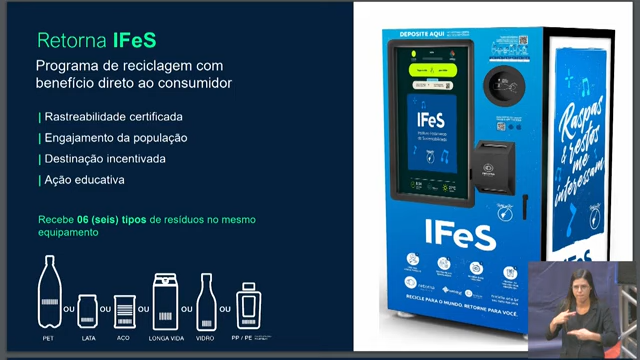 Retorna IFeS
Programa de reciclagem com
benefício direto ao consumidor
| Rastreabilidade certificada
| Engajamento da população
| Destinação incentivada
| Ação educativa
Recebe 06 (seis) tipos de resíduos no mesmo
equipamento
OU OU OU OU OU
PET LATA ACO LONGA VIDA VIDRO PP / PE
DEPOSITE AQUI
IFeS
IFeS
RECICLE PARA O MUNDO. RETORNE PARA VOCÊ.
Raspas
& restos
me
interessam